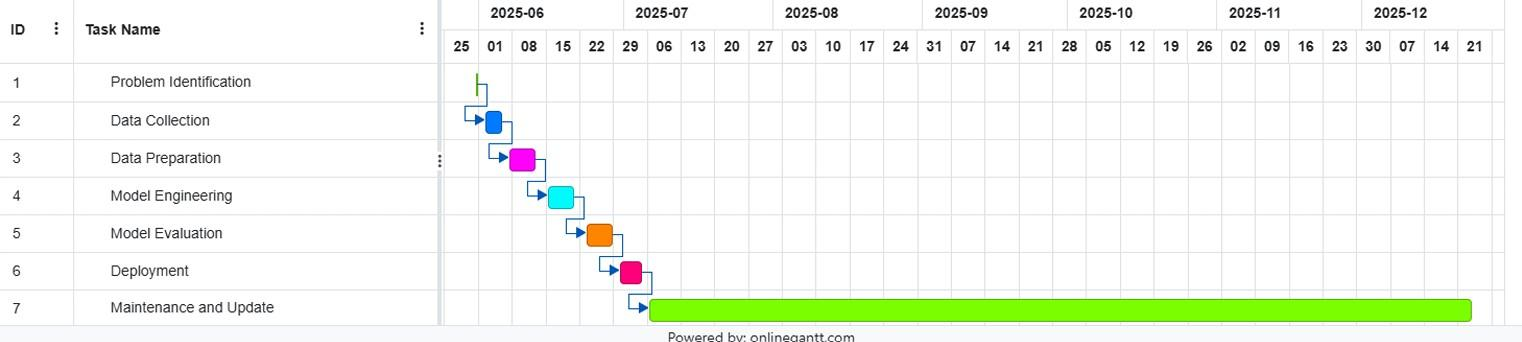 2025-06 2025-07 2025-08 2025-09 2025-10 2025-11 2025-12
ID Task Name
25 01 08 15 22 29 06 13 20 27 03 10 17 24 31 07 14 21 28 05 12 19 26 02 09 16 23 30 07 14 21
1 Problem Identification
2 Data Collection
3 Data Preparation
4 Model Engineering
5 Model Evaluation
6 Deployment
7 Maintenance and Update
Powered by: onlinegantt.com